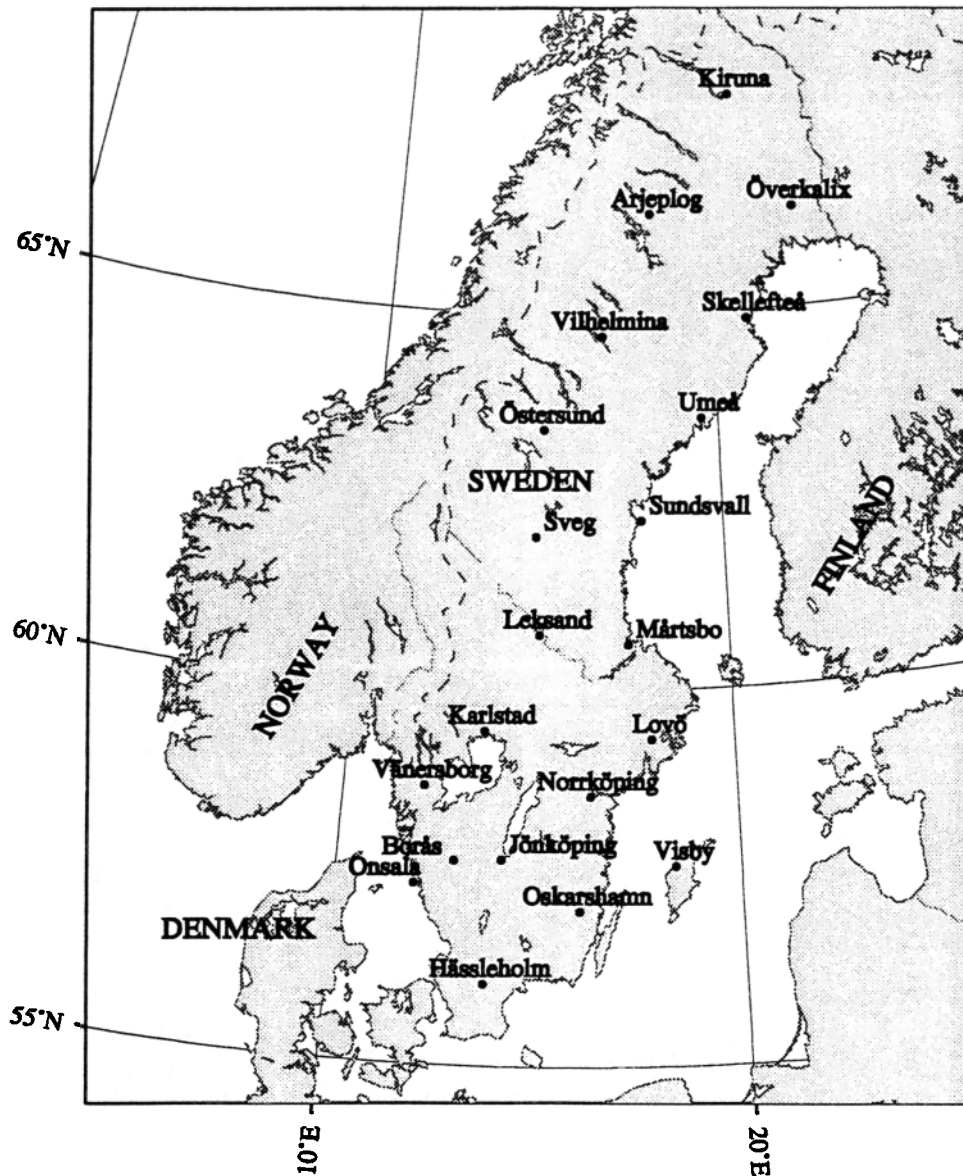 Kiruna
Arjeplog
Överkalix
65°N
Skellefteå
Vilhelmina
Umeå
Östersund
SWEDEN
Sundsvall
Sveg
FINLAND
Leksand
Mårtsbo
60°N
NORWAY
Karlstad
Lovö
Vänersborg
Norrköping
Borås
Jönköping
Visby
Onsala
Oskarshamn
DENMARK
Hässleholm
55°N
10°E
20°E